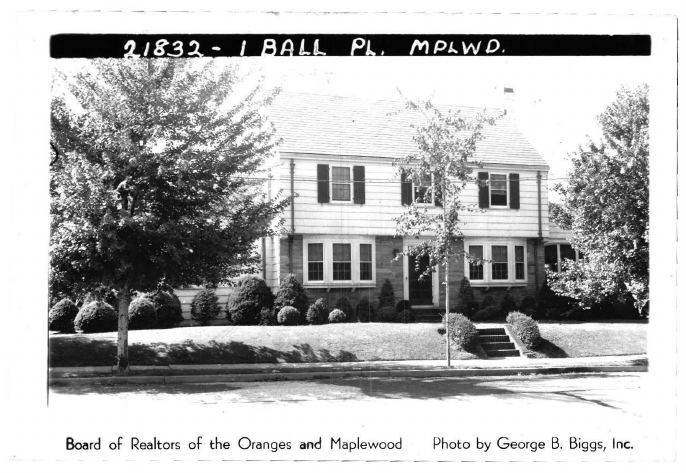 21832 - 1 BALL PL. MPLWD.
Board of Realtors of the Oranges and Maplewood Photo by George B. Biggs, Inc.